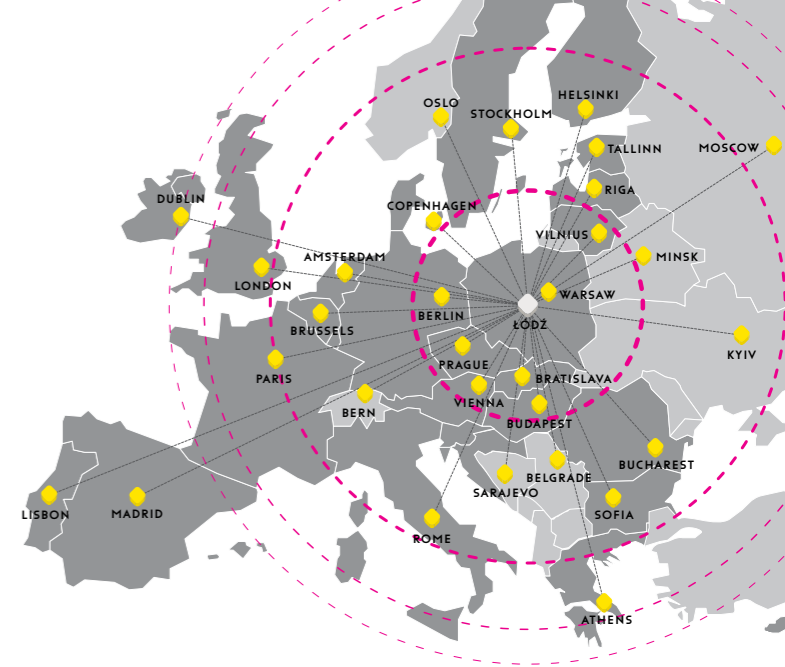 HELSINKI
OSLO
STOCKHOLM
TALLINN
MOSCOW
RIGA
DUBLIN
COPENHAGEN
VILNIUS
AMSTERDAM
MINSK
LONDON
WARSAW
BERLIN
ŁÓDŹ
BRUSSELS
KYIV
PRAGUE
PARIS
BRATISLAVA
VIENNA
BERN
BUDAPEST
BUCHAREST
BELGRADE
SARAJEVO
LISBON
MADRID
SOFIA
ROME
ATHENS